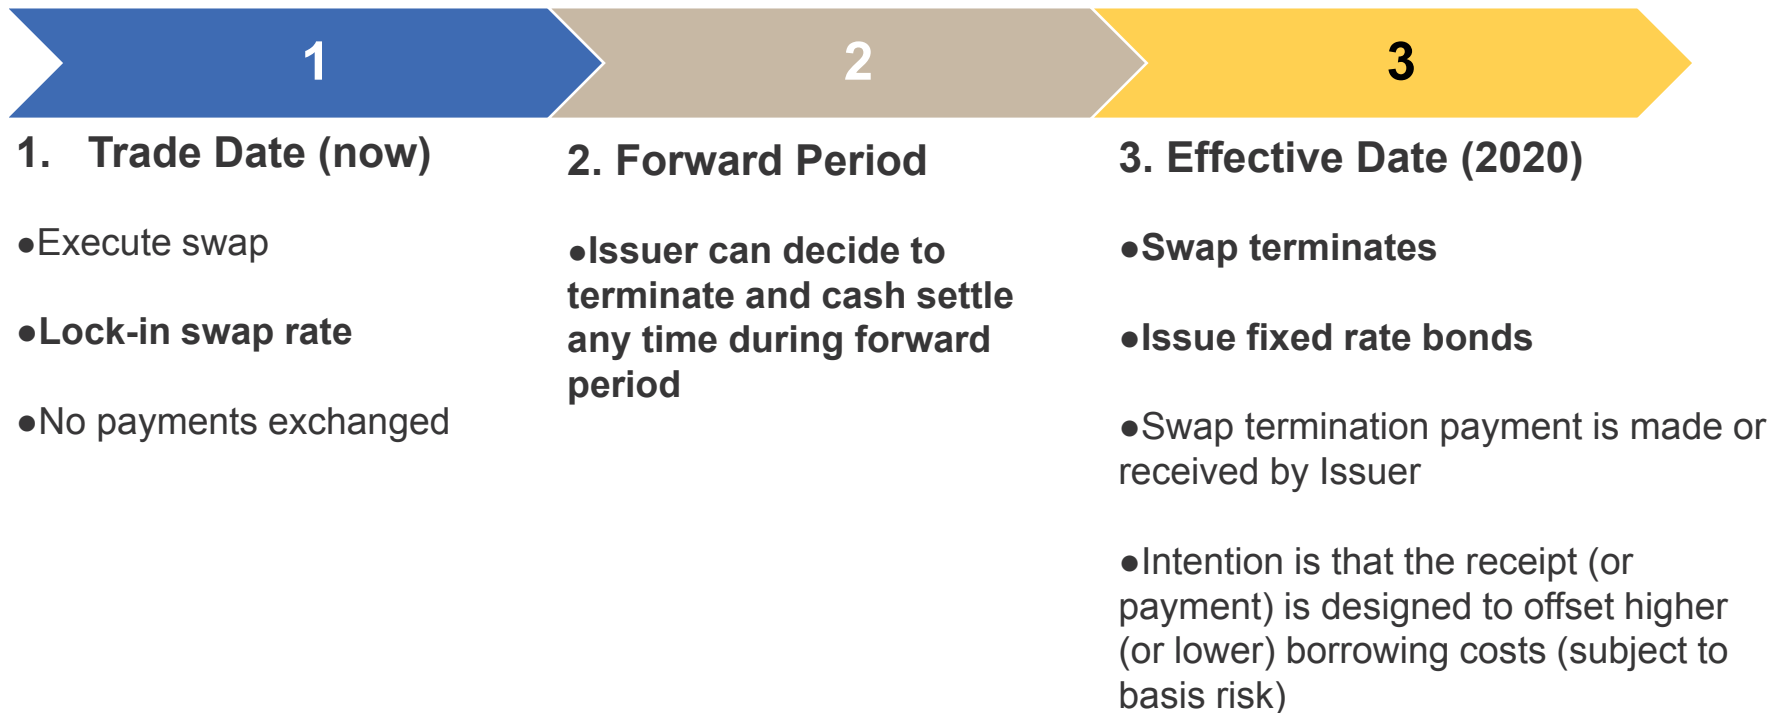 1
2
3
1. Trade Date (now)
●Execute swap
●Lock-in swap rate
●No payments exchanged
2. Forward Period
●Issuer can decide to
terminate and cash settle
any time during forward
period
3. Effective Date (2020)
●Swap terminates
●Issue fixed rate bonds
●Swap termination payment is made or
received by Issuer
●Intention is that the receipt (or
payment) is designed to offset higher
(or lower) borrowing costs (subject to
basis risk)